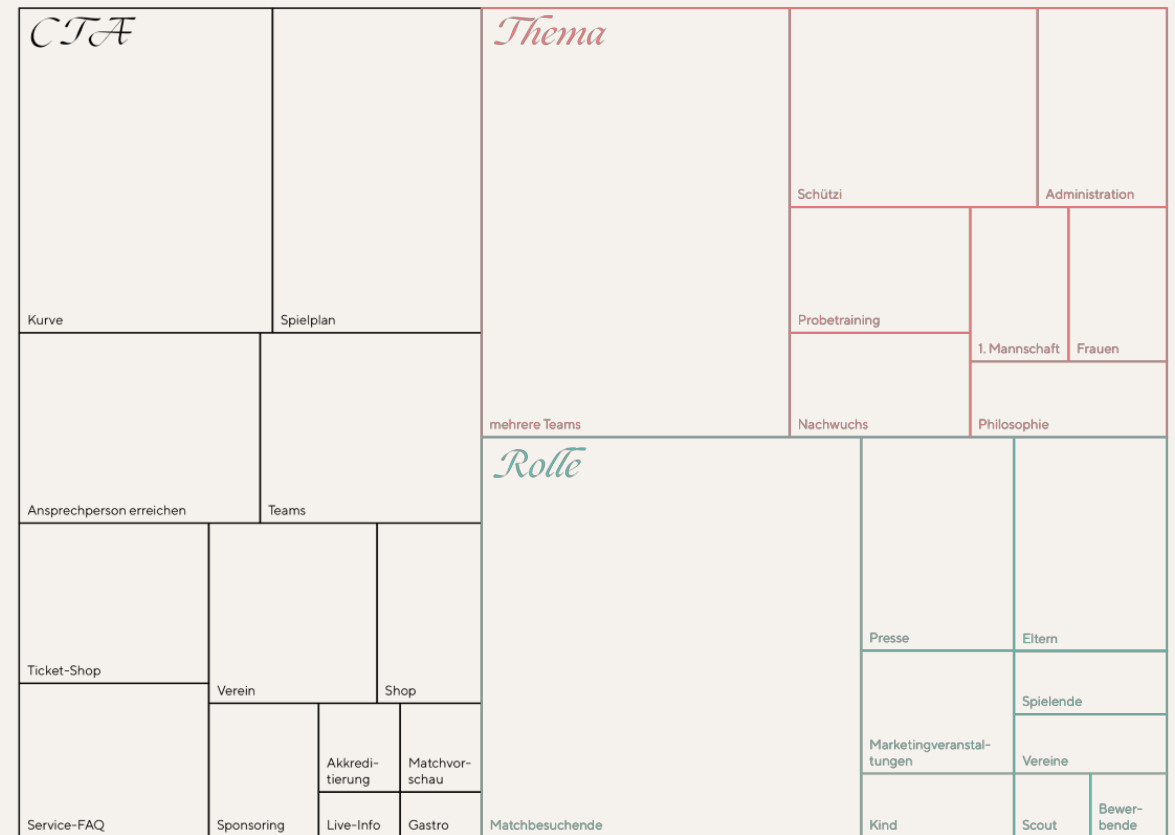 CTA
Kurve
Spielplan
Ansprechperson erreichen
Teams
Ticket-Shop
Verein
Shop
Service-FAQ
Sponsoring
Akkredi-
tierung
Matchvor-
schau
Live-Info
Gastro
Thema
mehrere Teams
Schützi
Administration
Probetraining
1. Mannschaft
Frauen
Nachwuchs
Philosophie
Rolle
Matchbesuchende
Presse
Eltern
Marketingveranstal-
tungen
Spielende
Vereine
Kind
Scout
Bewer-
bende